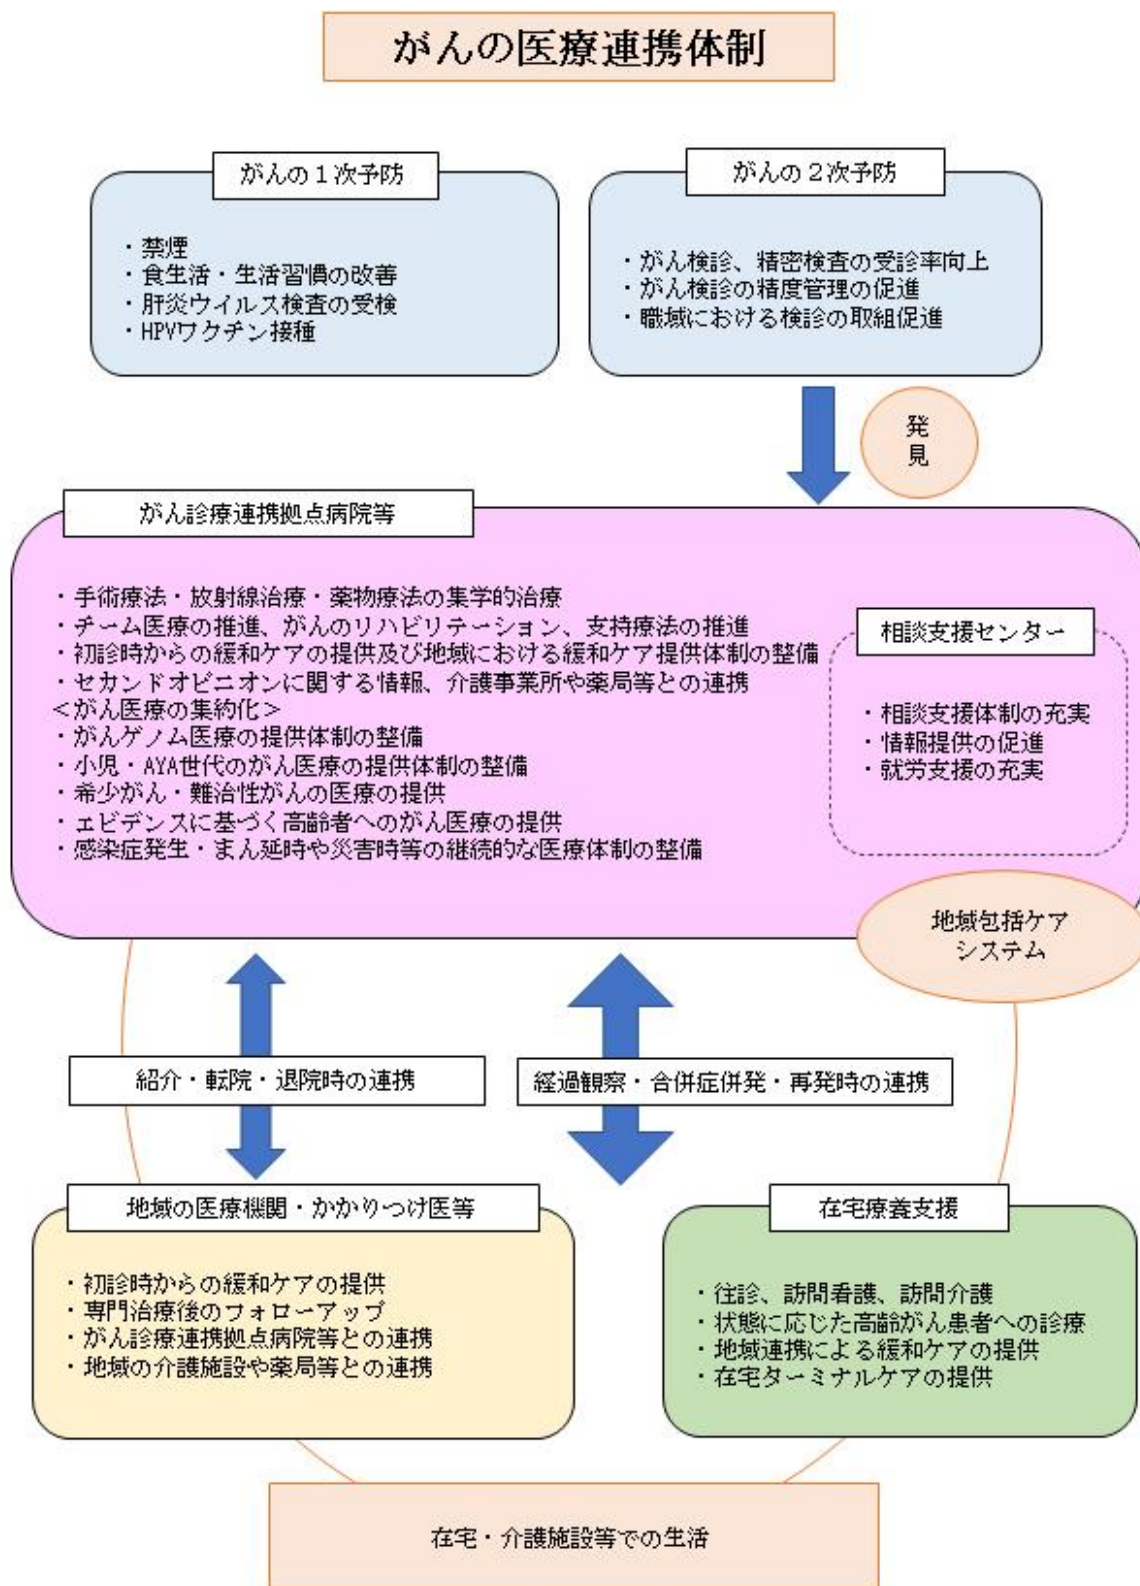 がんの医療連携体制
がんの１次予防
・禁煙
・食生活・生活習慣の改善
・肝炎ウイルス検査の受検
・HPVワクチン接種
がんの２次予防
・がん検診、精密検査の受診率向上
・がん検診の精度管理の促進
・職域における検診の取組促進
発
見
がん診療連携拠点病院等
・手術療法・放射線治療・薬物療法の集学的治療
・チーム医療の推進、がんのリハビリテーション、支持療法の推進
・初診時からの緩和ケアの提供及び地域における緩和ケア提供体制の整備
・セカンドオピニオンに関する情報、介護事業所や薬局等との連携
＜がん医療の集約化＞
・がんゲノム医療の提供体制の整備
・小児・AYA世代のがん医療の提供体制の整備
・希少がん・難治性がんの医療の提供
・エビデンスに基づく高齢者へのがん医療の提供
・感染症発生・まん延時や災害時等の継続的な医療体制の整備
相談支援センター
・相談支援体制の充実
・情報提供の促進
・就労支援の充実
地域包括ケア
システム
紹介・転院・退院時の連携
経過観察・合併症併発・再発時の連携
地域の医療機関・かかりつけ医等
・初診時からの緩和ケアの提供
・専門治療後のフォローアップ
・がん診療連携拠点病院等との連携
・地域の介護施設や薬局等との連携
在宅療養支援
・往診、訪問看護、訪問介護
・状態に応じた高齢がん患者への診療
・地域連携による緩和ケアの提供
・在宅ターミナルケアの提供
在宅・介護施設等での生活